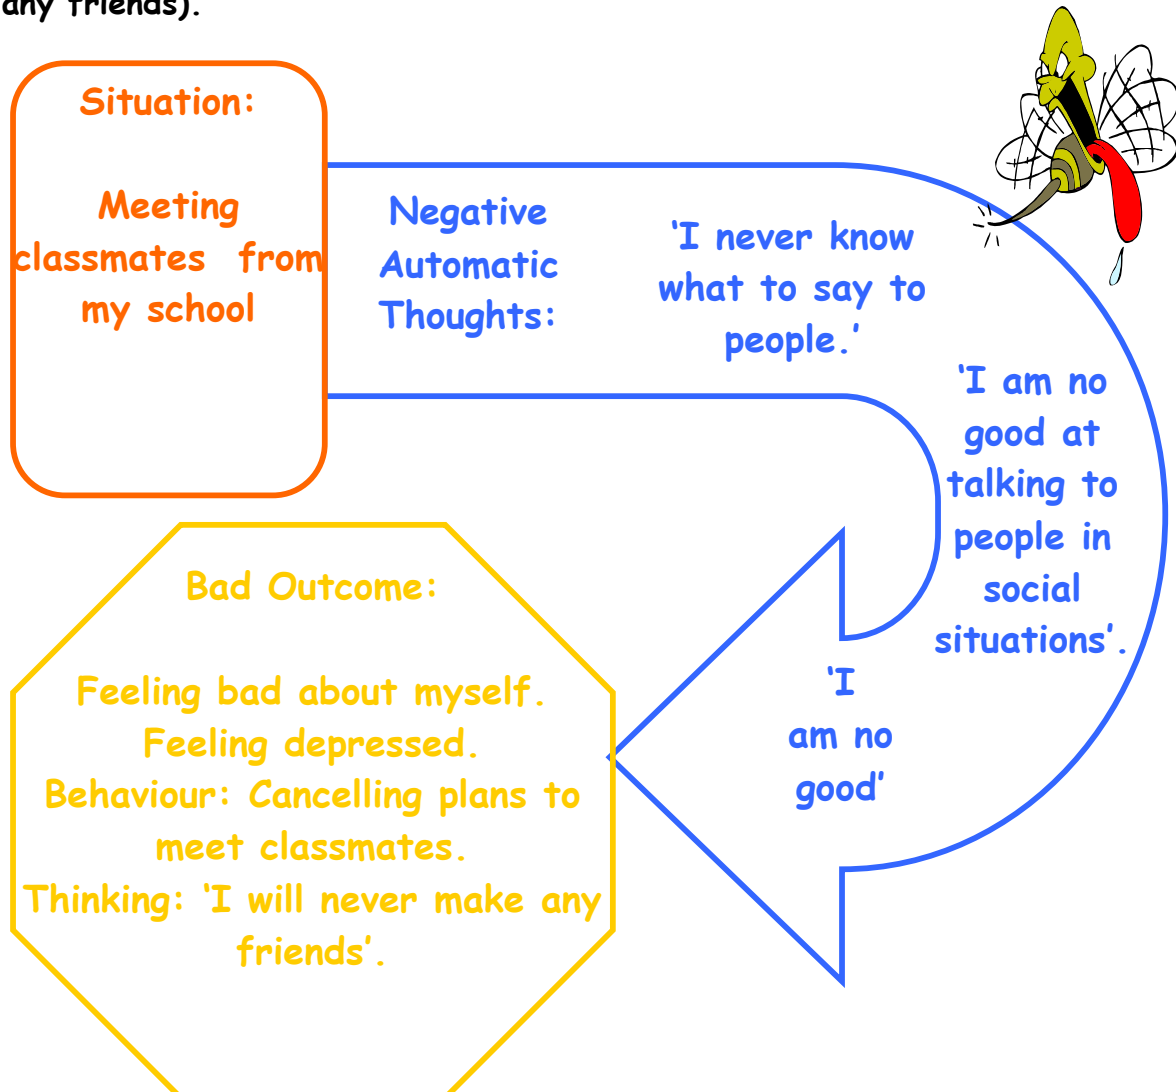 any friends).
Situation:
Meeting
classmates from
my school
Negative
Automatic
Thoughts:
‘I never know
what to say to
people.’
‘I am no
good at
talking to
people in
social
situations’.
‘I
am no
good’
Bad Outcome:
Feeling bad about myself.
Feeling depressed.
Behaviour: Cancelling plans to
meet classmates.
Thinking: ‘I will never make any
friends’.